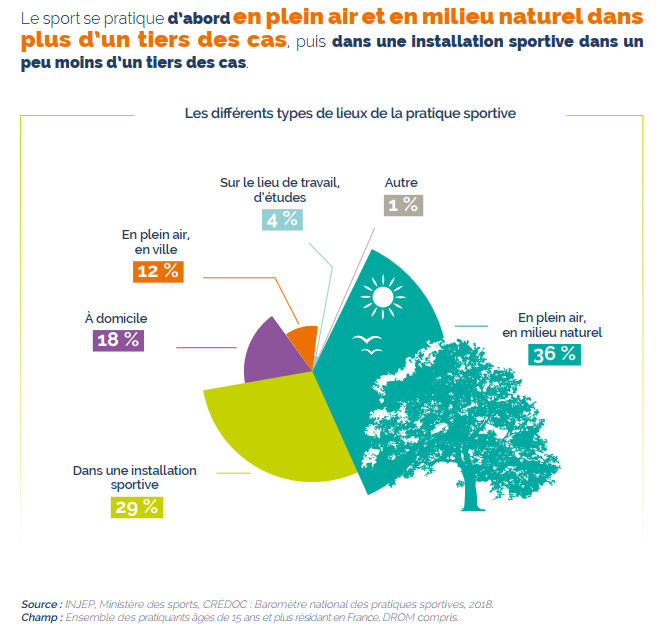 Le sport se pratique d'abord en plein air et en milieu naturel dans
plus d'un tiers des cas, puis dans une installation sportive dans un
peu moins d'un tiers des cas.
Les différents types de lieux de la pratique sportive
Sur le lieu de travail,
d'études
4 %
Autre
1 %
En plein air,
en ville
12 %
À domicile
18 %
En plein air,
en milieu naturel
36 %
Dans une installation
sportive
29 %
Source : INJEP, Ministère des sports, CRÉDOC : Baromètre national des pratiques sportives, 2018.
Champ : Ensemble des pratiquants âgés de 15 ans et plus résidant en France, DROM compris.